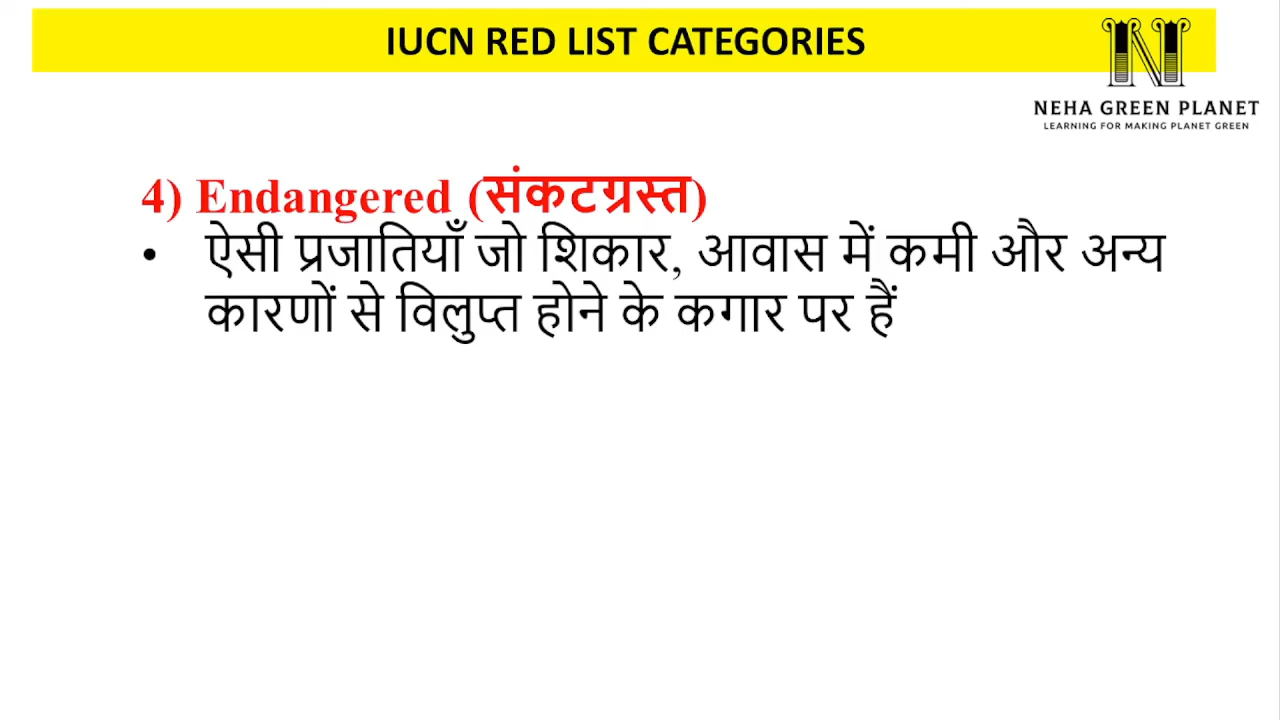 IUCN RED LIST CATEGORIES
N
NEHA GREEN PLANET
LEARNING FOR MAKING PLANET GREEN
4) Endangered (संकटग्रस्त)
• ऐसी प्रजातियाँ जो शिकार, आवास में कमी और अन्य
कारणों से विलुप्त होने के कगार पर हैं